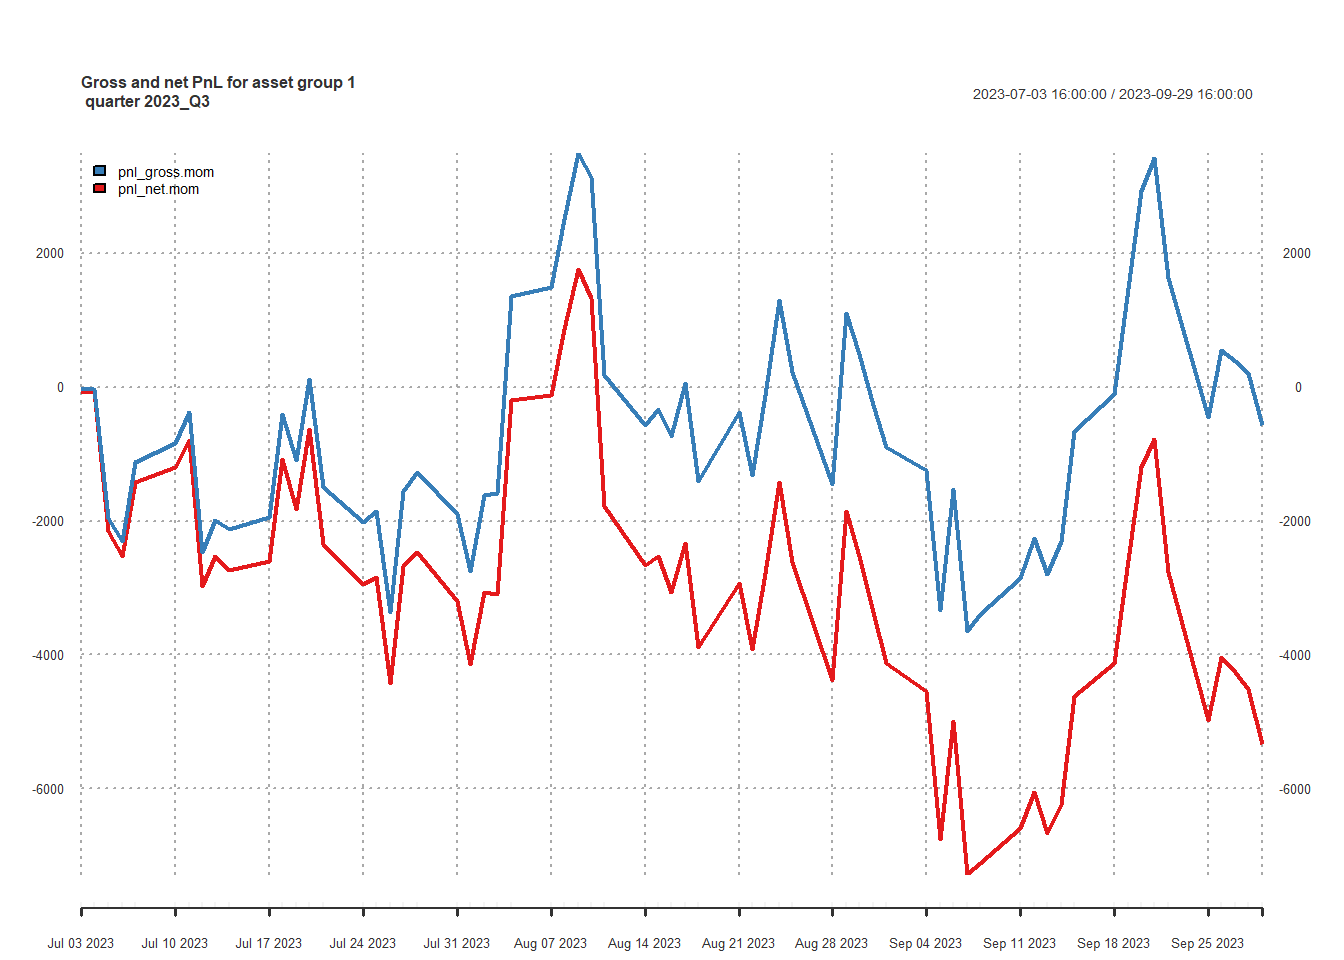 Gross and net PnL for asset group 1
quarter 2023_Q3
2023-07-03 16:00:00 / 2023-09-29 16:00:00
pnl_gross.mom
pnl_net.mom
2000
0
-2000
-4000
-6000
2000
0
-2000
-4000
-6000
Jul 03 2023
Jul 10 2023
Jul 17 2023
Jul 24 2023
Jul 31 2023
Aug 07 2023
Aug 14 2023
Aug 21 2023
Aug 28 2023
Sep 04 2023
Sep 11 2023
Sep 18 2023
Sep 25 2023